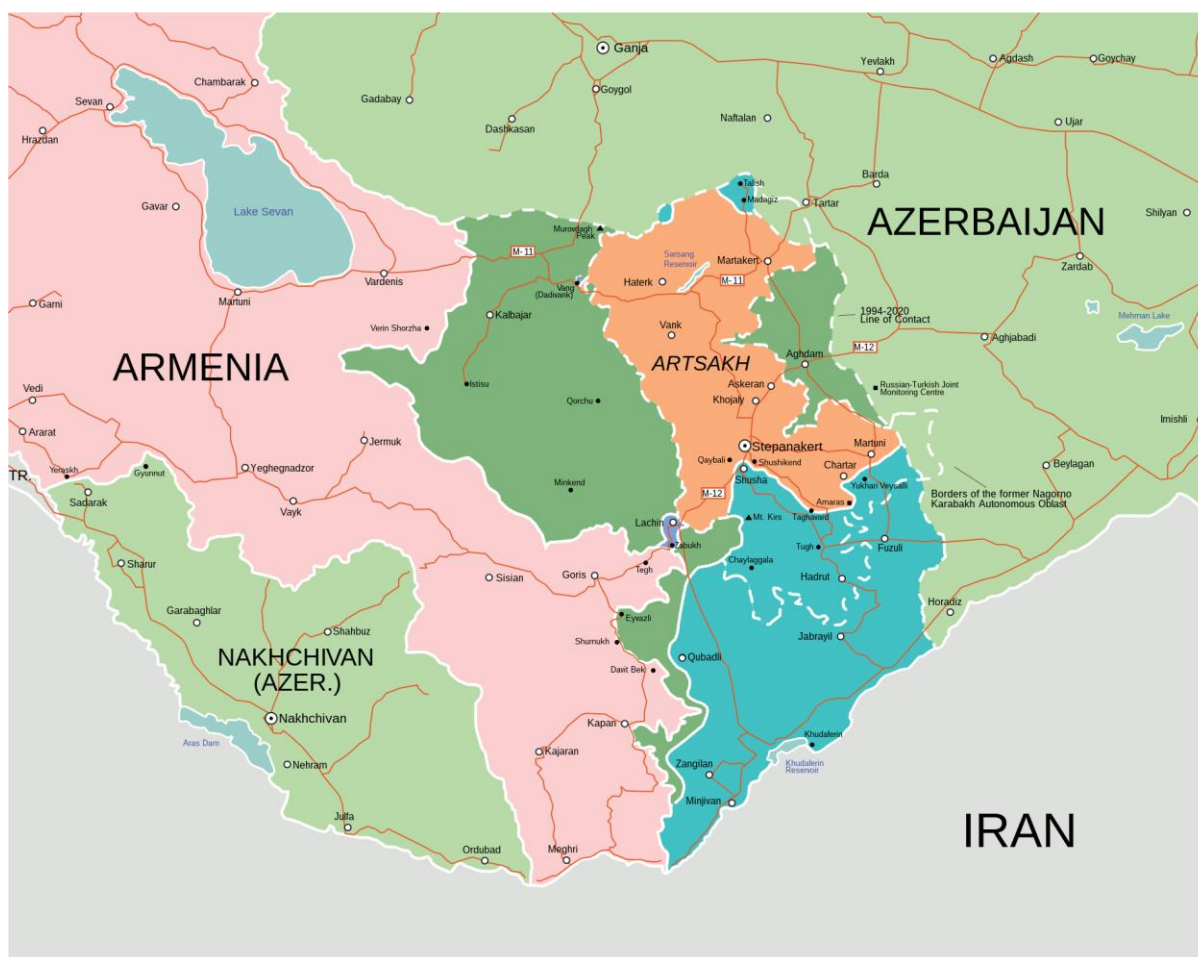 Ganja
Yevlakh
Agdash
Goychay
Chambarak
Gadabay
Goygol
Sevan
Dashkasan
Naftalan
Ujar
Hrazdan
Barda
Talish
Madagiz
Tartar
Gavar
Lake Sevan
AZERBAIJAN
Shilyan
Murovdagh
Peak
M-11
Sarsang
Resenoir
Martakert
Zardab
Vardenis
M-11
Haterk
Vang
(Dadivank)
Martuni
Garni
Kalbajar
1994-2020
Line of Contact
Mehman Lake
Verin Shorzha
Vank
Aghjabadi
M-12
ARMENIA
ARTSAKH
Aghdam
Istisu
Askeran
Russian-Turkish Joint
Monitoring Centre
Vedi
Qorchu
Khojaly
Imishli
Ararat
Jermuk
Stepanakert
Martuni
Yeraskh
Gyunnut
Yeghegnadzor
Qaybali
Shushikend
Chartar
Beylagan
TR.
Shusha
Yukhari Veysalli
Sadarak
Minkend
M-12
Amaras
Borders of the former Nagorno
Karabakh Autonomous Oblast
Vayk
Mt. Kirs
Taghavard
Lachin
Zabukh
Tugh
Fuzuli
Sharur
Tegh
Chaylaggala
Sisian
Goris
Hadrut
Garabaghlar
Eyvazli
Horadiz
Shahbuz
Shurnukh
Jabrayil
NAKHCHIVAN
(AZER.)
Qubadli
Davit Bek
Nakhchivan
Kapan
Aras Dam
Kajaran
Khudaferin
Nehram
Zangilan
Khudaferin
Resenoir
Minjivan
Julfa
IRAN
Ordubad
Meghri